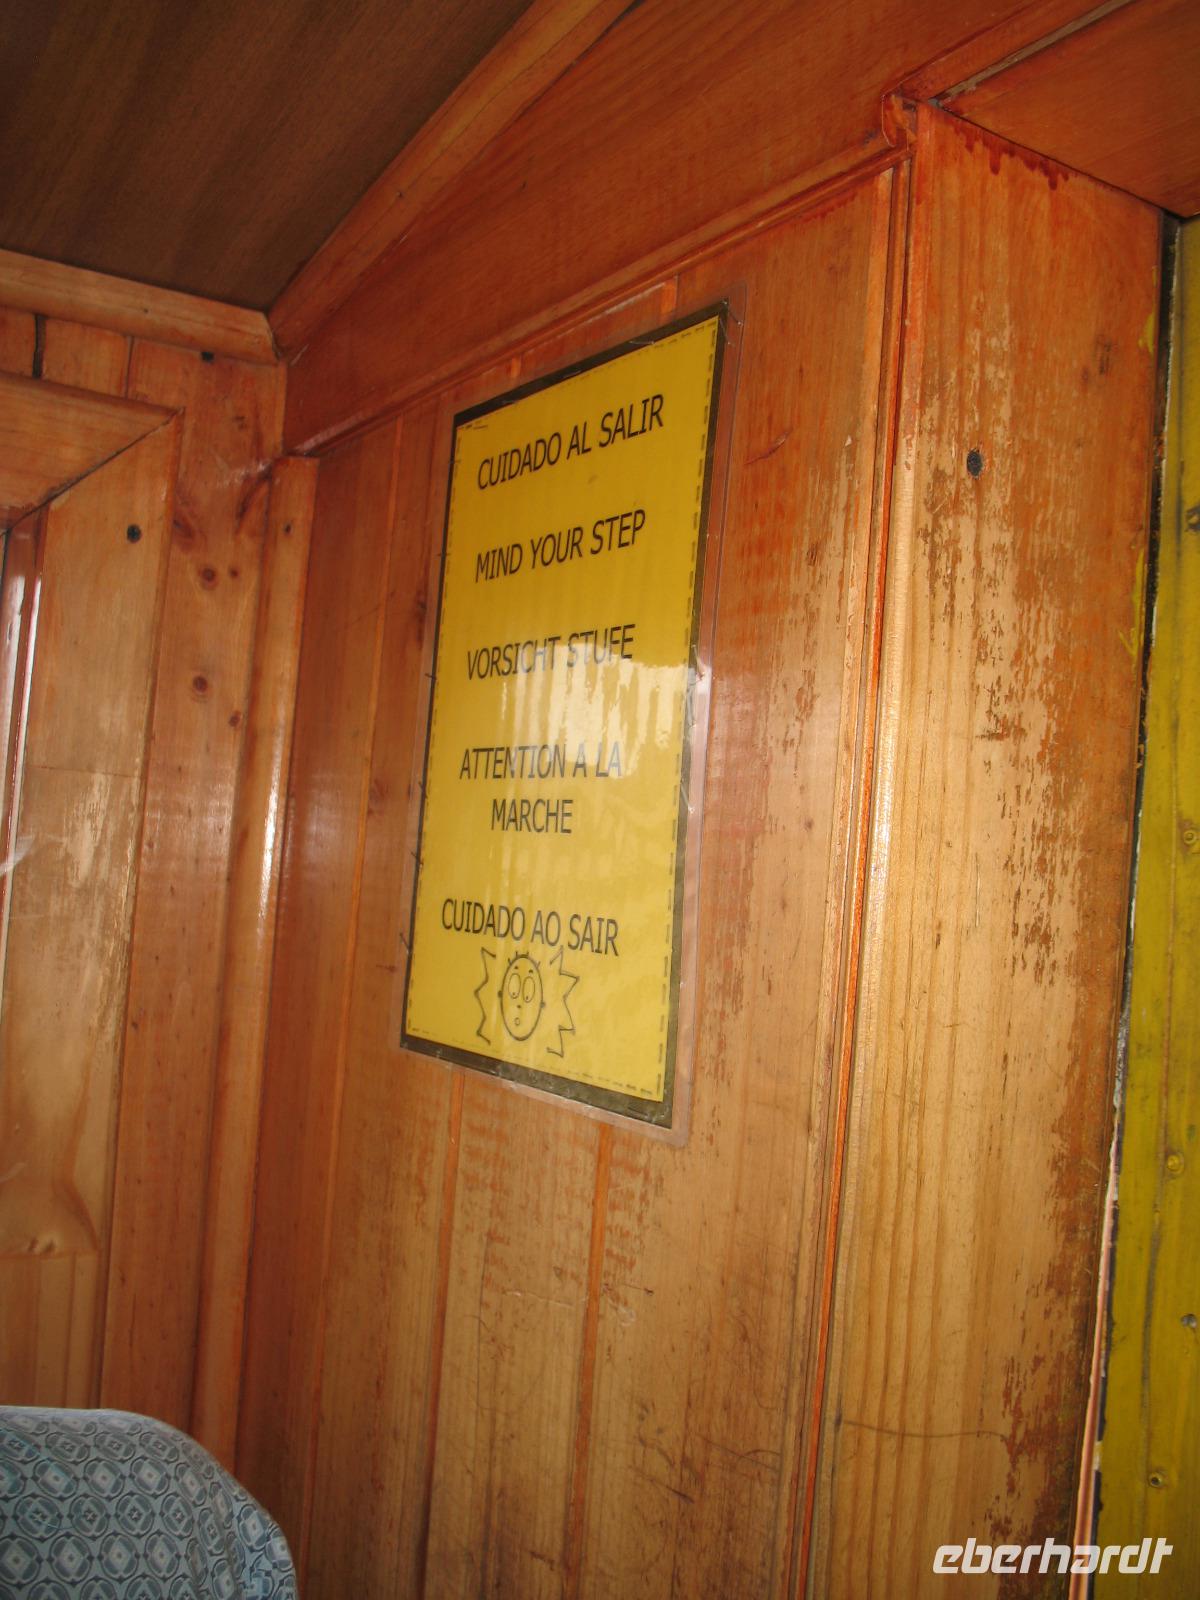 CUIDADO AL SALIR
MIND YOUR STEP
VORSICHT STUFE
ATTENTION A LA
MARCHE
CUIDADO AO SAIR
eberhardt